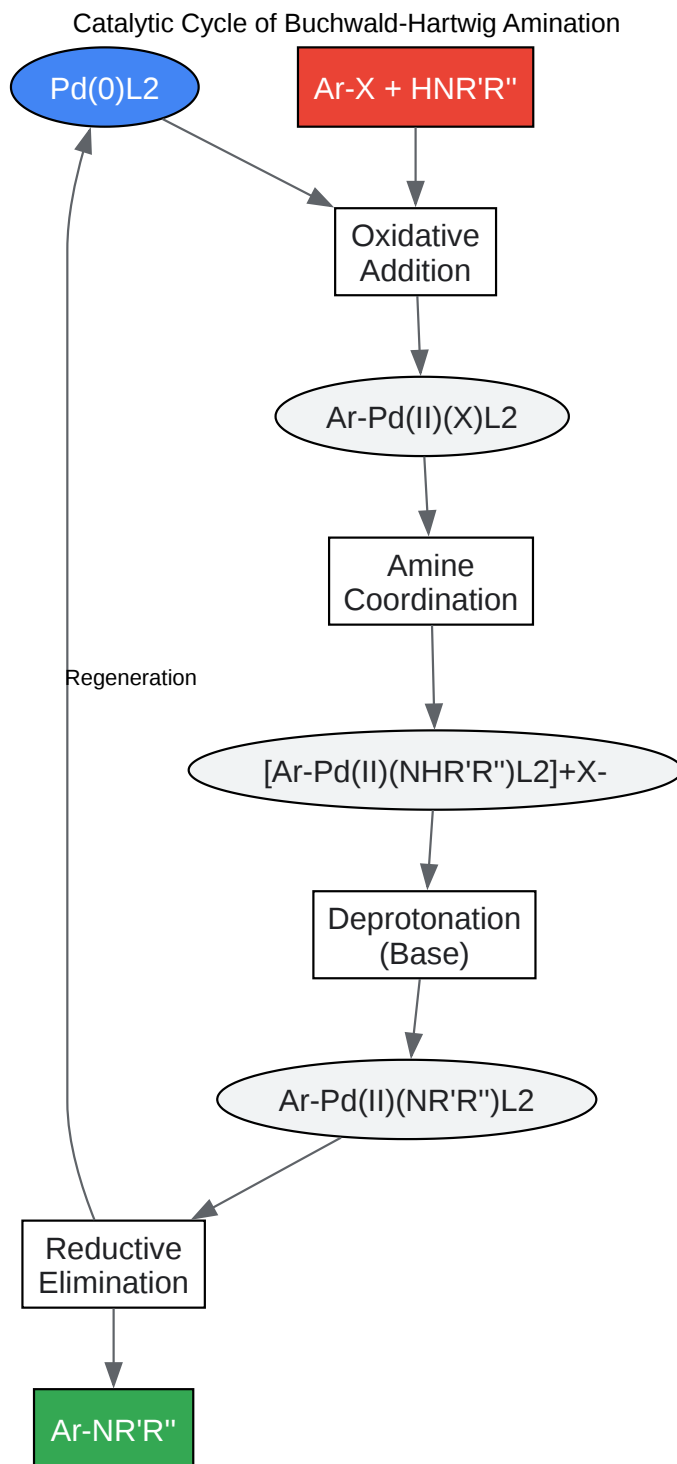 Catalytic Cycle of Buchwald-Hartwig Amination
Pd(0)L2
Ar-X + HNR'R"
Oxidative
Addition
Ar-Pd(II)(X)L2
Amine
Coordination
Regeneration
[Ar-Pd(II)(NHR'R")L2]+X-
Deprotonation
(Base)
Ar-Pd(II)(NR'R")L2
Reductive
Elimination
Ar-NR'R"